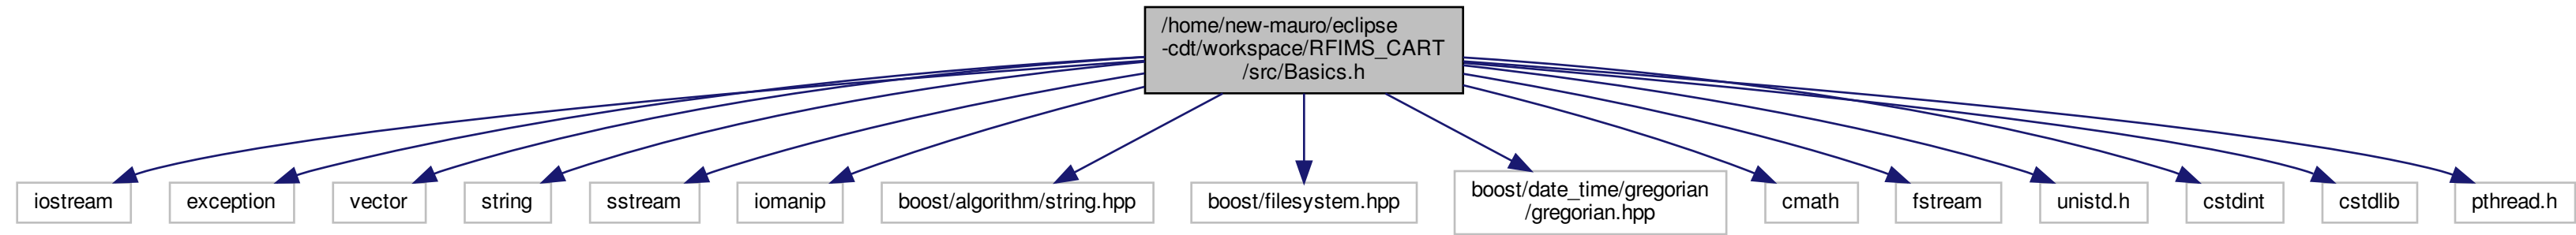 /home/new-mauro/eclipse
-cdt/workspace/RFIMS_CART
/src/Basics.h
iostream
exception
vector
string
sstream
iomanip
boost/algorithm/string.hpp
boost/filesystem.hpp
boost/date_time/gregorian
/gregorian.hpp
cmath
fstream
unistd.h
cstdint
cstdlib
pthread.h